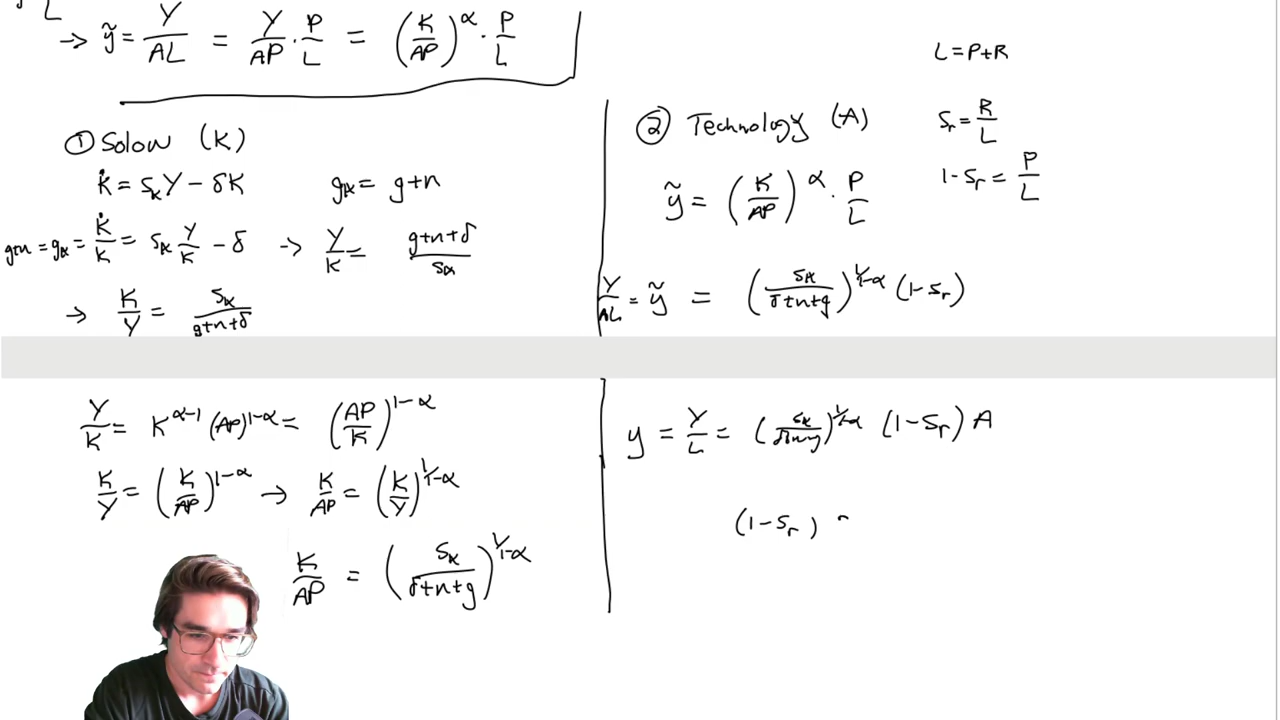 → ỹ = Y/AL = Y/AP · P/L = (K/AP)^α · P/L
L = P+R
① Solow (K)
K̇ = s_k Y − δK
g_k = g+n
g+n = g_k = K̇/K = s_k Y/K − δ → Y/K = (g+n+δ)/s_k
→ K/Y = s_k/(g+n+δ)
Y/K = K^(α−1) (AP)^(1−α) = (AP/K)^(1−α)
K/Y = (K/AP)^(1−α) → K/AP = (K/Y)^(1/1−α)
K/AP = (s_k/(δ+n+g))^(1/1−α)
② Technology (A)
s_r = R/L
1−s_r = P/L
ỹ = (K/AP)^α · P/L
Y/AL = ỹ = (s_k/(δ+n+g))^(1/1−α) (1−s_r)
y = Y/L = (s_k/(δ+n+g))^(1/1−α) (1−s_r) A
(1−s_r)